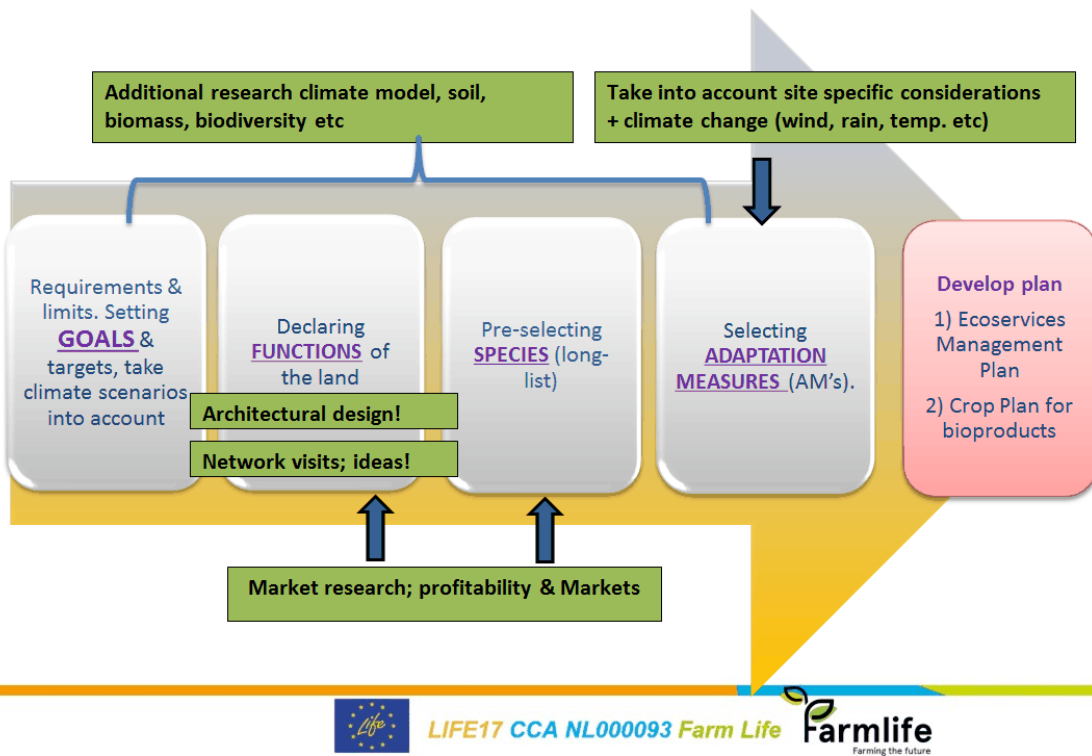 Additional research climate model, soil,
biomass, biodiversity etc
Take into account site specific considerations
+ climate change (wind, rain, temp. etc)
Requirements &
limits. Setting
GOALS &
targets, take
climate scenarios
into account
Declaring
FUNCTIONS of
the land
Architectural design!
Network visits; ideas!
Pre-selecting
SPECIES (long-
list)
Selecting
ADAPTATION
MEASURES (AM's).
Develop plan
1) Ecoservices
Management
Plan
2) Crop Plan for
bioproducts
Market research; profitability & Markets
Life
LIFE17 CCA NL000093 Farm Life
Farmlife
Farming the future